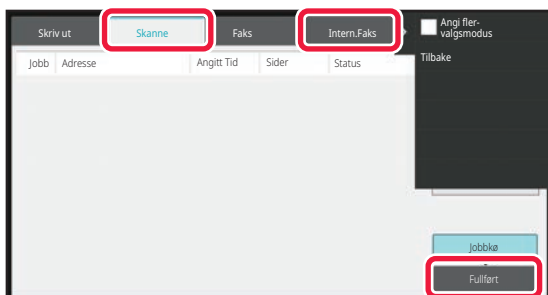 Skriv ut Skanne Faks Intern.Faks
Angi fler-
valgsmodus
Tilbake
Jobb Adresse Angitt Tid Sider Status
Jobbkø
Fullført